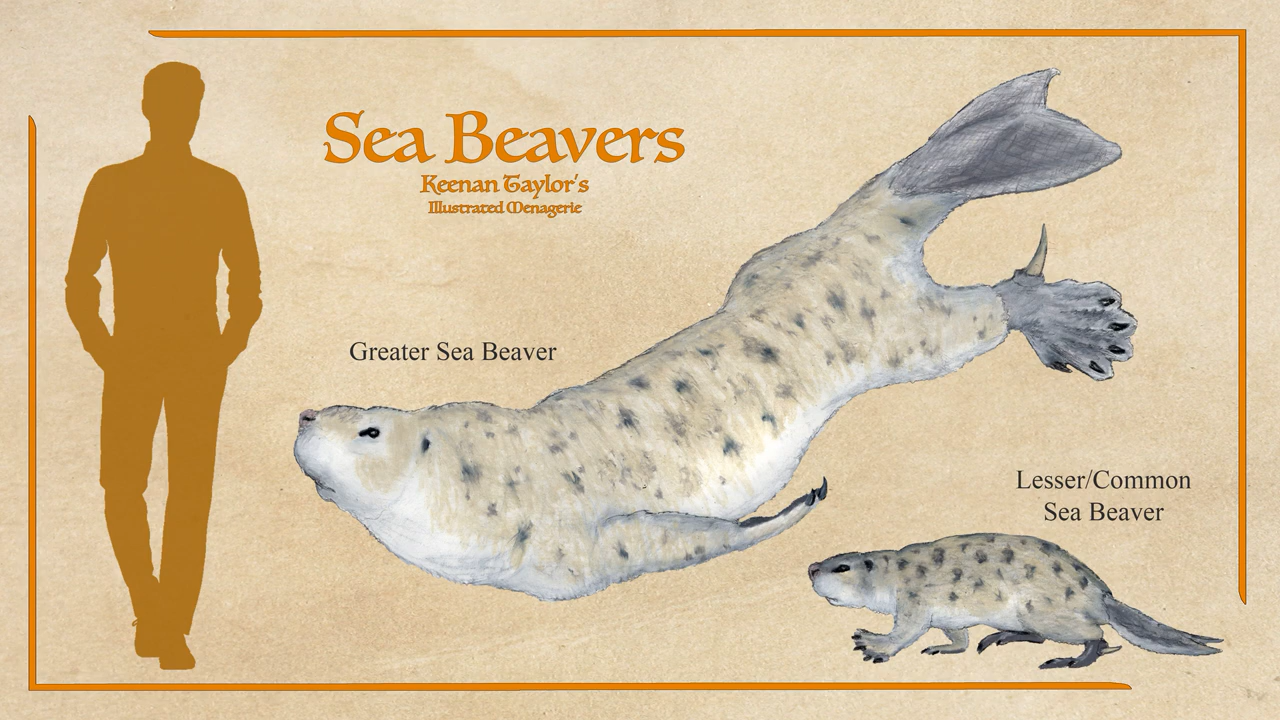 Sea Beavers
Keenan Taylor's
Illustrated Menagerie
Greater Sea Beaver
Lesser/Common
Sea Beaver